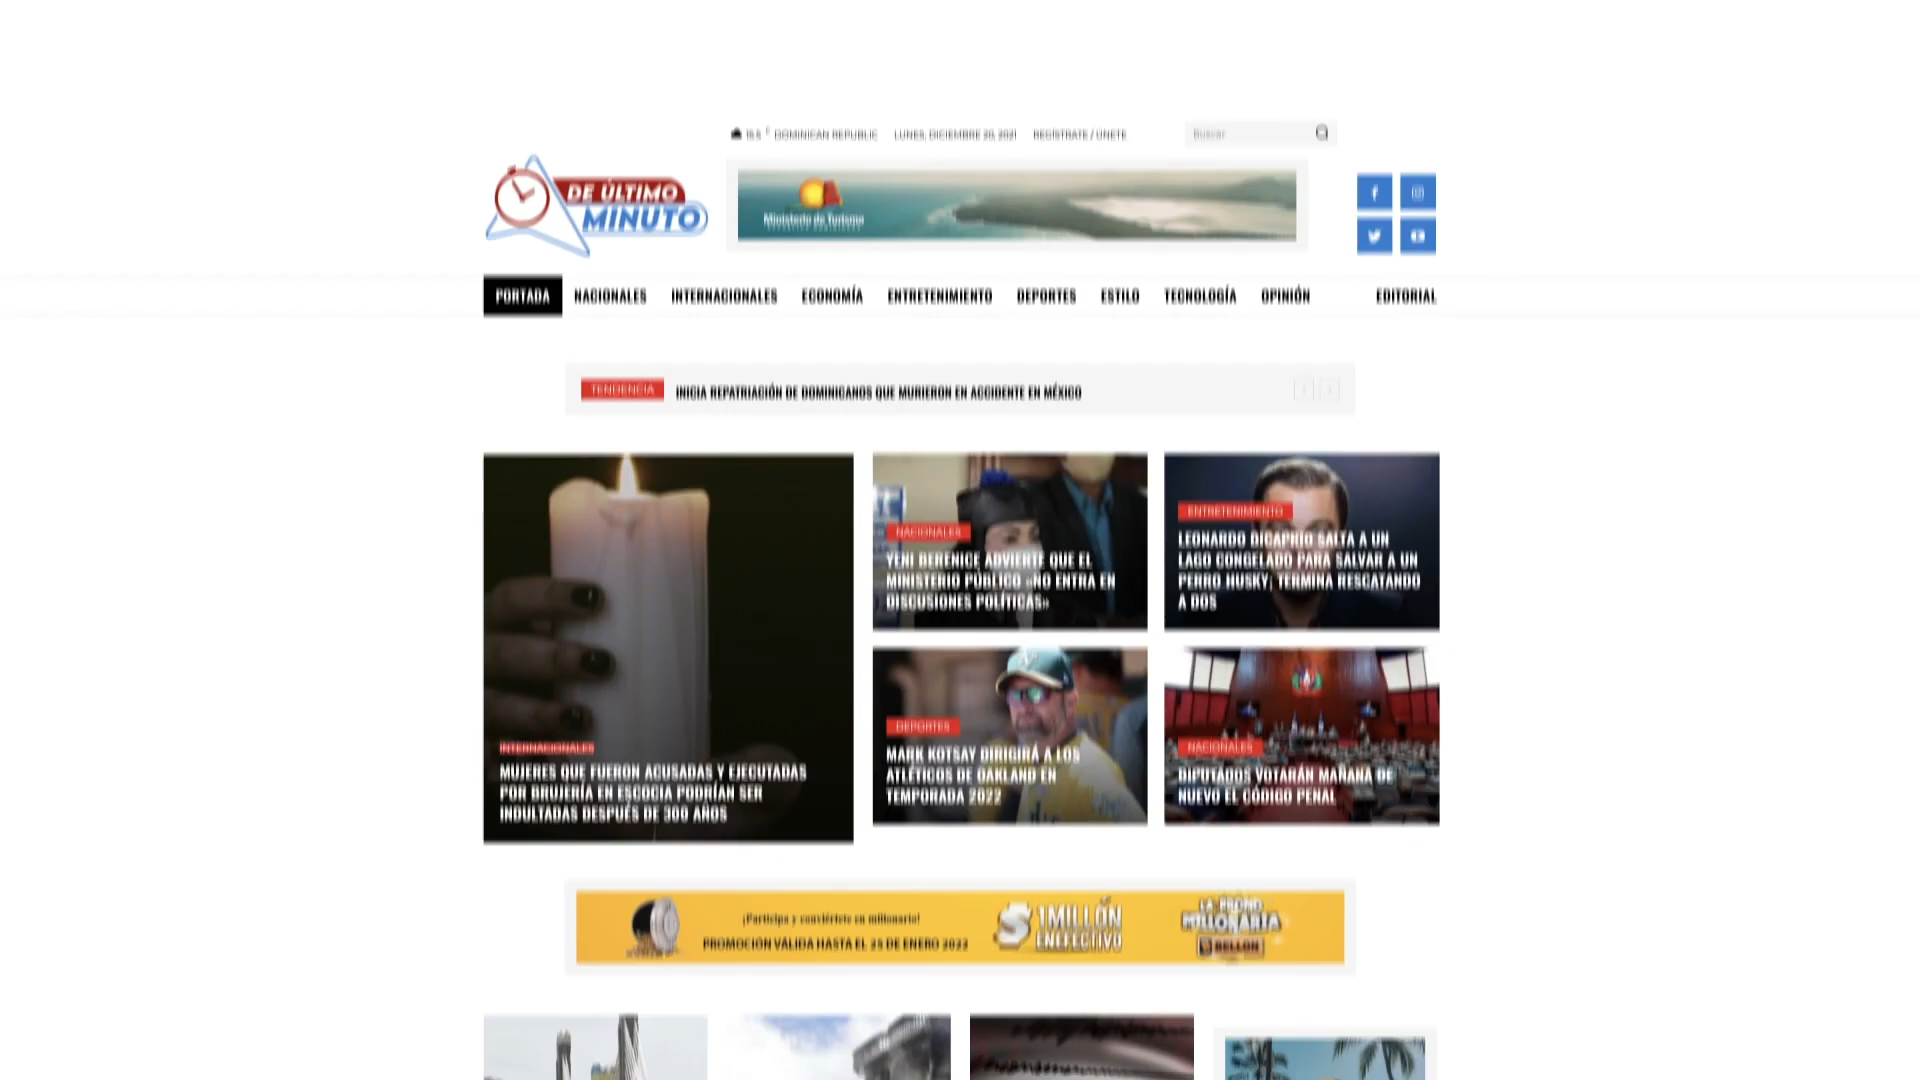 DOMINICAN REPUBLIC LUNES, DICIEMBRE 20, 2021 REGÍSTRATE / ÚNETE Buscar
DE ÚLTIMO
MINUTO
Ministerio de Turismo
PORTADA NACIONALES INTERNACIONALES ECONOMÍA ENTRETENIMIENTO DEPORTES ESTILO TECNOLOGÍA OPINIÓN EDITORIAL
TENDENCIA INICIA REPATRIACIÓN DE DOMINICANOS QUE MURIERON EN ACCIDENTE EN MÉXICO
INTERNACIONALES
MUJERES QUE FUERON ACUSADAS Y EJECUTADAS
POR BRUJERÍA EN ESCOCIA PODRÍAN SER
INDULTADAS DESPUÉS DE 300 AÑOS
NACIONALES
YENI BERENICE ADVIERTE QUE EL
MINISTERIO PÚBLICO «NO ENTRA EN
DISCUSIONES POLÍTICAS»
ENTRETENIMIENTO
LEONARDO DICAPRIO SALTA A UN
LAGO CONGELADO PARA SALVAR A UN
PERRO HUSKY, TERMINA RESCATANDO
A DOS
DEPORTES
MARK KOTSAY DIRIGIRÁ A LOS
ATLÉTICOS DE OAKLAND EN
TEMPORADA 2022
NACIONALES
DIPUTADOS VOTARÁN MAÑANA DE
NUEVO EL CÓDIGO PENAL
¡Participa y conviértete en millonario!
PROMOCIÓN VÁLIDA HASTA EL 25 DE ENERO 2022
$1 MILLÓN
EN EFECTIVO
LA PROMO
MILLONARIA
BELLON